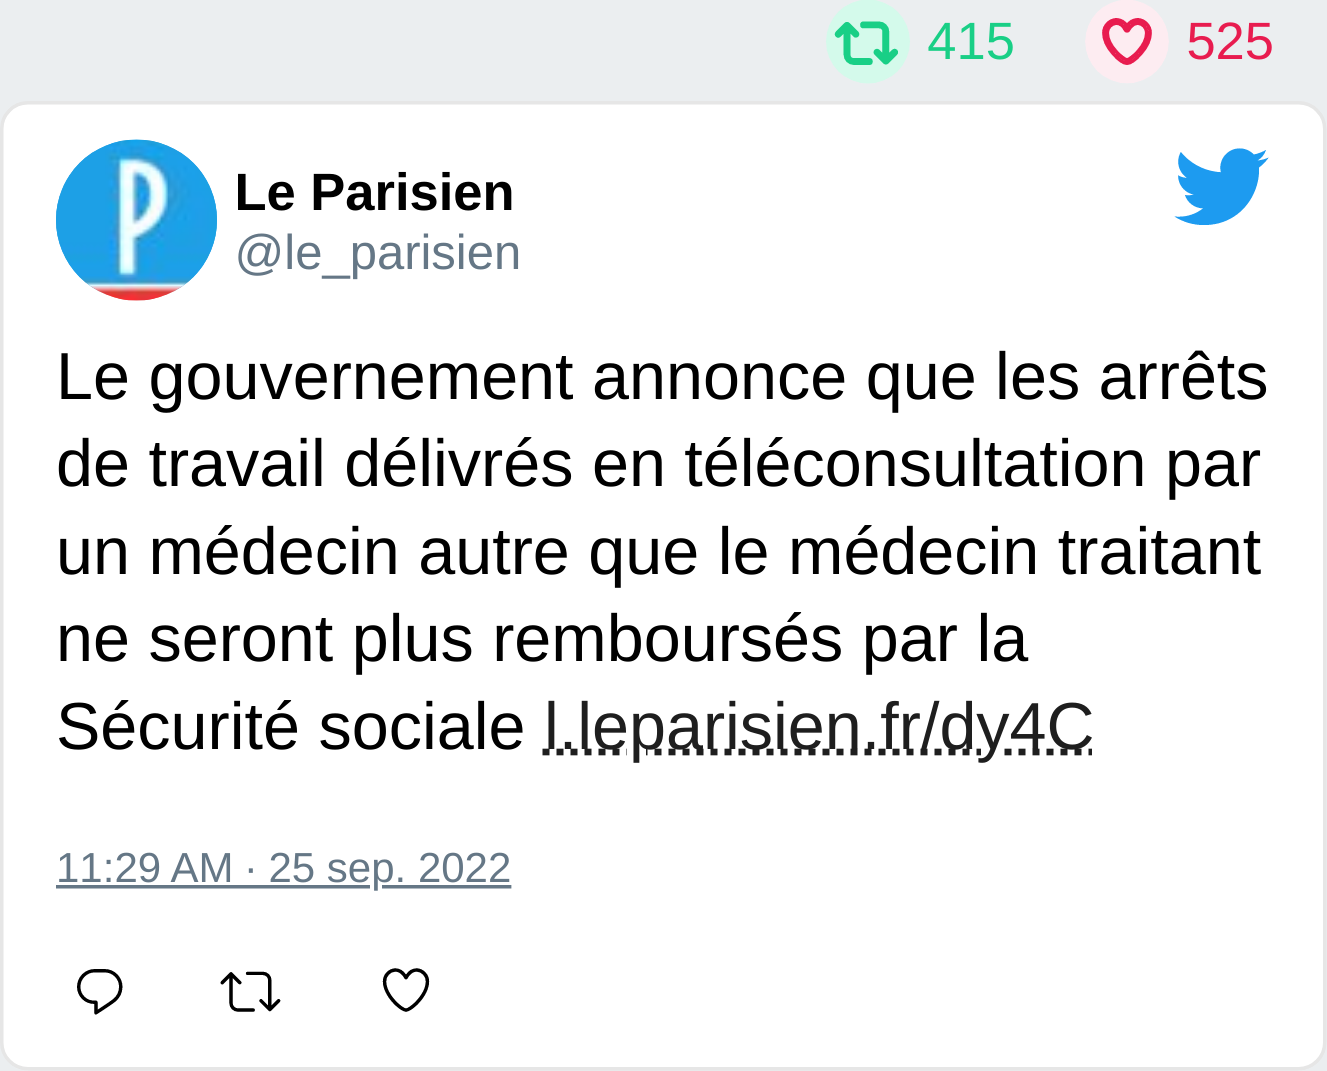 415 525
Le Parisien
@le_parisien
Le gouvernement annonce que les arrêts
de travail délivrés en téléconsultation par
un médecin autre que le médecin traitant
ne seront plus remboursés par la
Sécurité sociale l.leparisien.fr/dy4C
11:29 AM · 25 sep. 2022